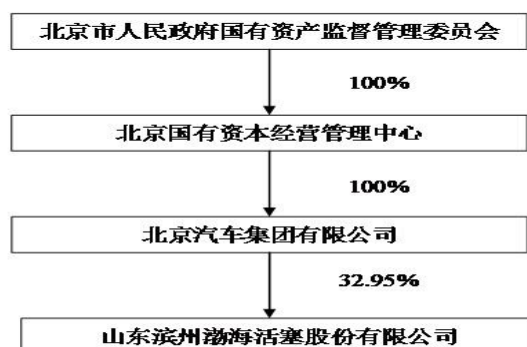 北京市人民政府国有资产监督管理委员会
100%
北京国有资本经营管理中心
100%
北京汽车集团有限公司
32.95%
山东滨州渤海活塞股份有限公司